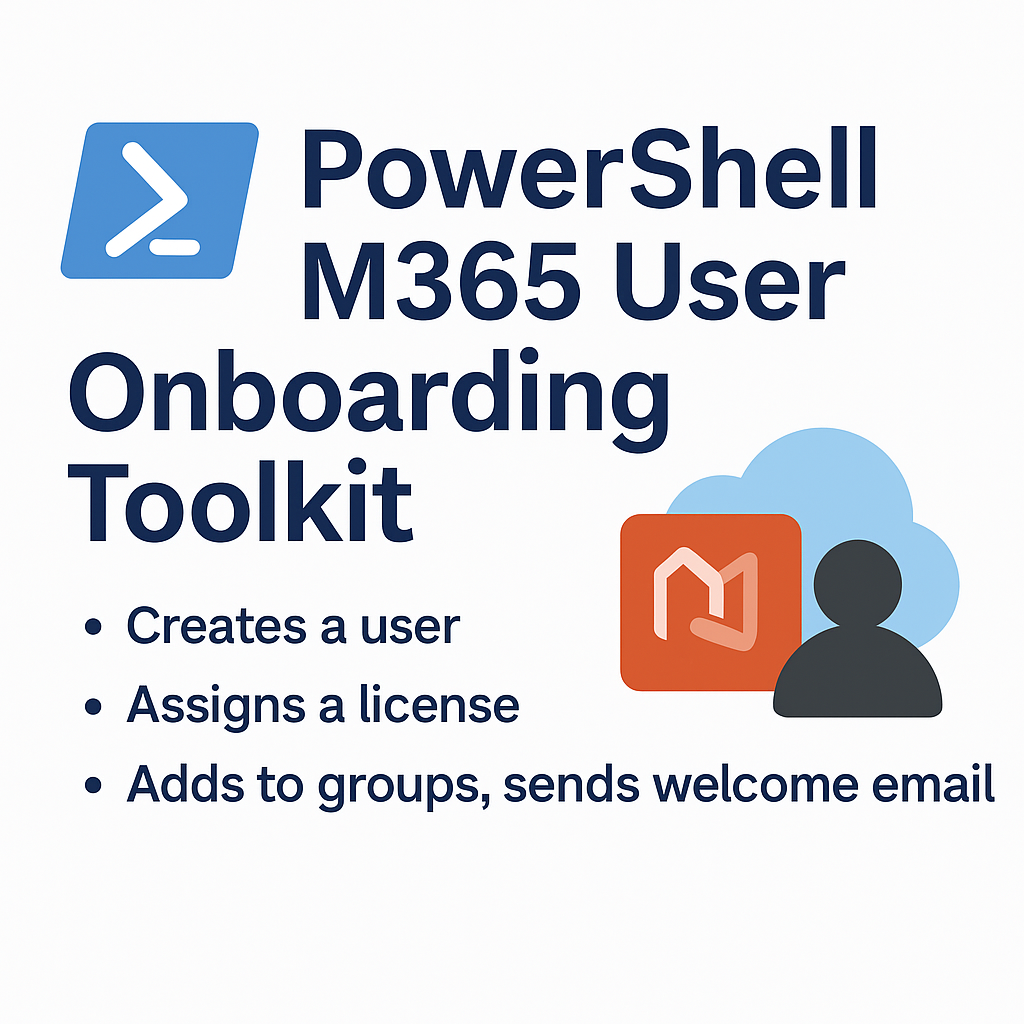 PowerShell
M365 User
Onboarding
Toolkit
• Creates a user
• Assigns a license
• Adds to groups, sends welcome email